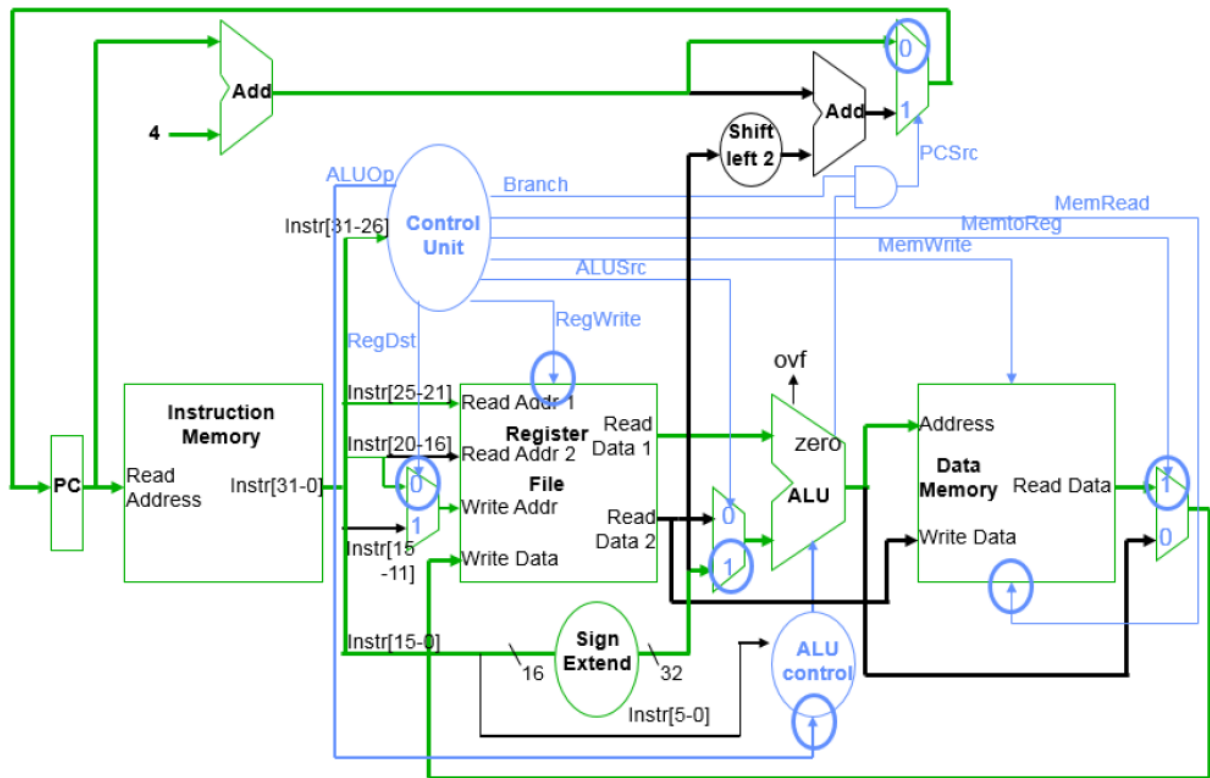 0
Add
Add
1
4
Shift
left 2
PCSrc
ALUOp
Branch
MemRead
Instr[31-26]
Control
Unit
MemtoReg
MemWrite
ALUSrc
RegWrite
RegDst
ovf
Instruction
Memory
Instr[25-21]
Read Addr 1
Register
Read
Data 1
zero
Address
Instr[20-16]
Read Addr 2
Data
Memory
PC
Read
Address
Instr[31-0]
0
File
ALU
Read Data
1
Write Addr
1
Read
Data 2
0
Write Data
0
Instr[15
-11]
Write Data
1
Instr[15-0]
Sign
Extend
16
32
ALU
control
Instr[5-0]